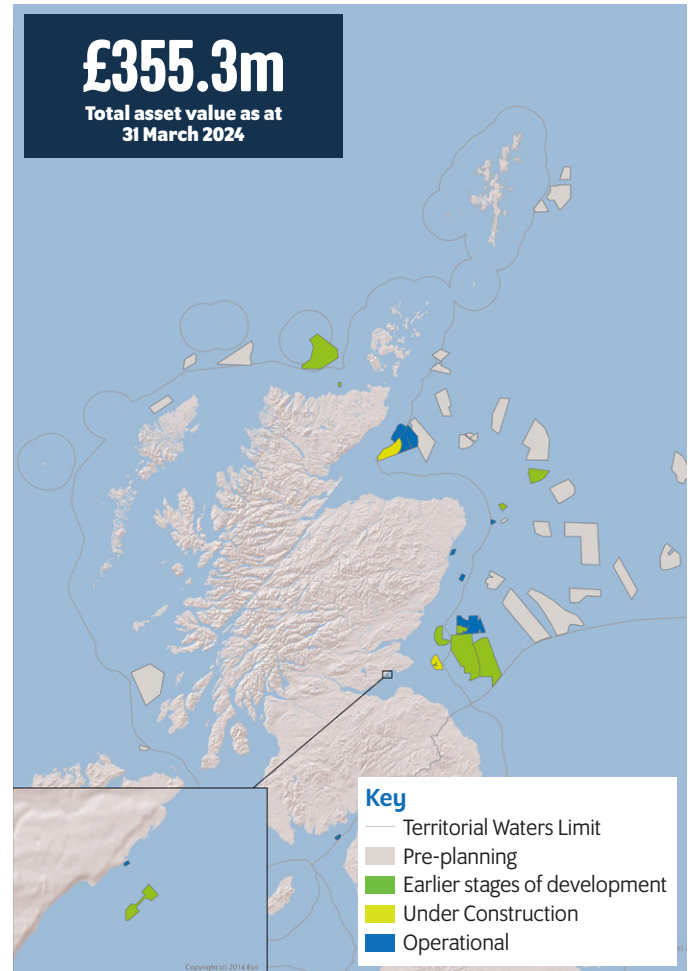 £355.3m
Total asset value as at
31 March 2024
Key
Territorial Waters Limit
Pre-planning
Earlier stages of development
Under Construction
Operational
Copyright (c) 2014 Esri